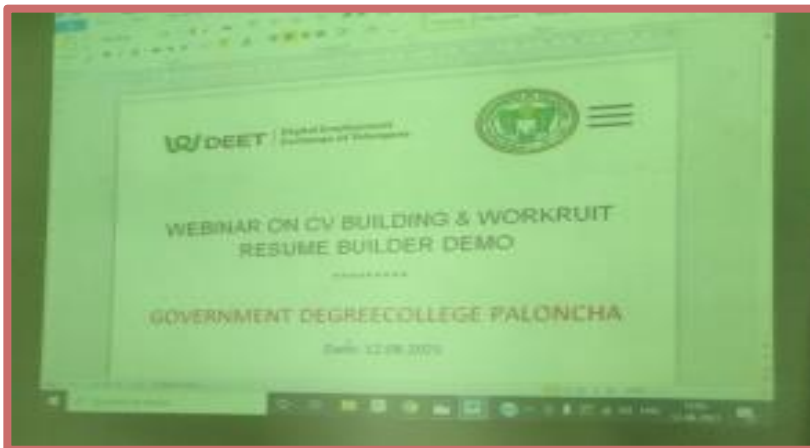 DEET
Digital Employment
Exchange of Telangana
WEBINAR ON CV BUILDING & WORKRUIT
RESUME BUILDER DEMO
GOVERNMENT DEGREECOLLEGE PALONCHA